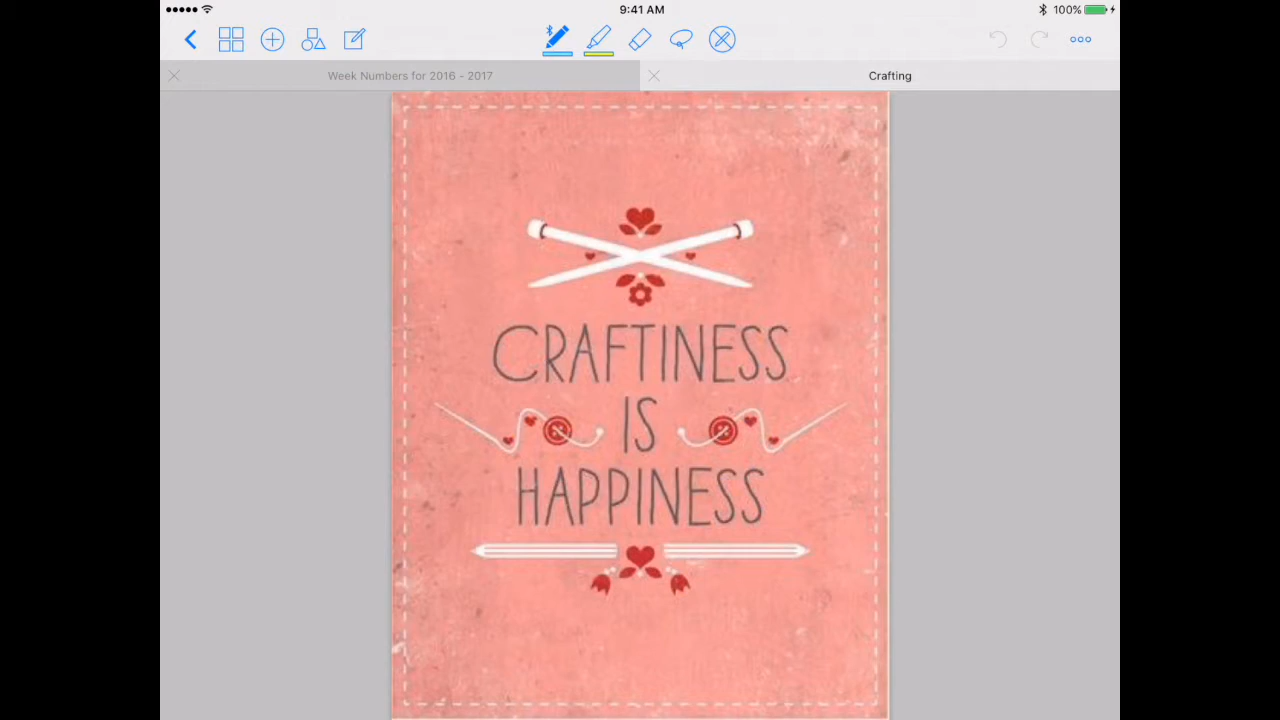 9:41 AM
100%
Week Numbers for 2016 - 2017
Crafting
CRAFTINESS
IS
HAPPINESS